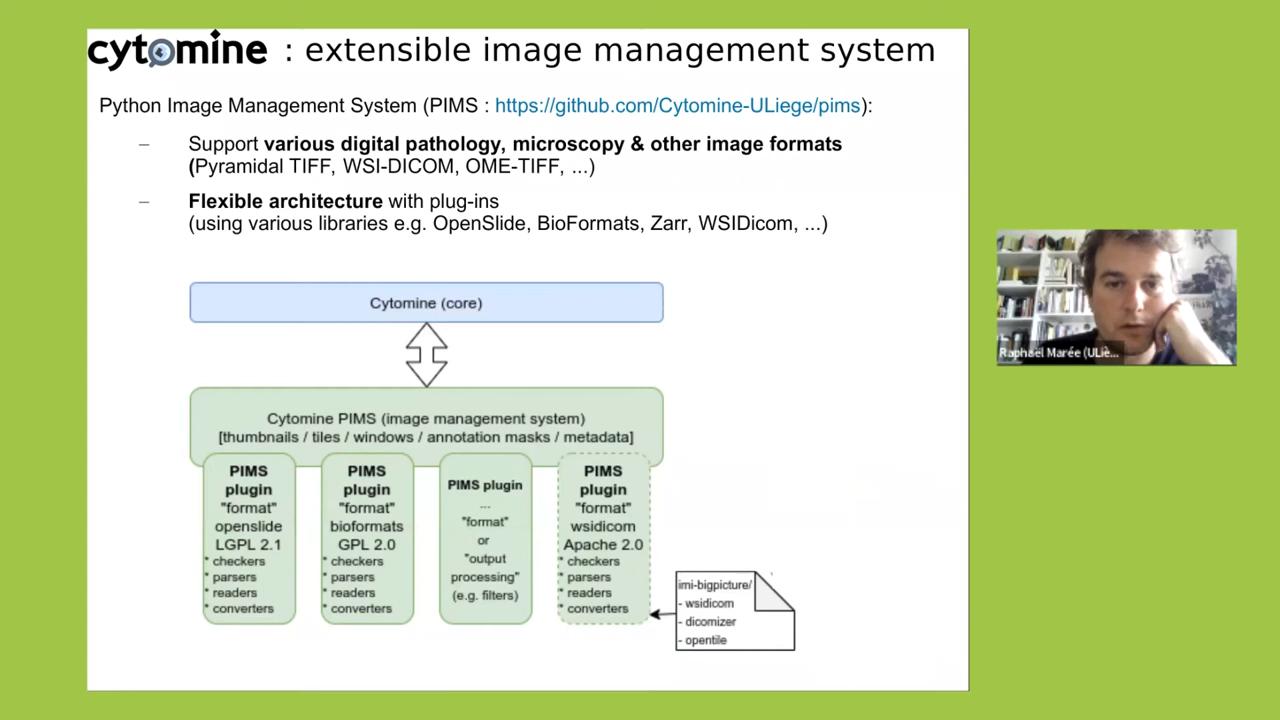 cytomine : extensible image management system
Python Image Management System (PIMS : https://github.com/Cytomine-ULiege/pims):
– Support various digital pathology, microscopy & other image formats
(Pyramidal TIFF, WSI-DICOM, OME-TIFF, ...)
– Flexible architecture with plug-ins
(using various libraries e.g. OpenSlide, BioFormats, Zarr, WSIDicom, ...)
Cytomine (core)
Cytomine PIMS (image management system)
[thumbnails / tiles / windows / annotation masks / metadata]
PIMS
plugin
"format"
openslide
LGPL 2.1
* checkers
* parsers
* readers
* converters
PIMS
plugin
"format"
bioformats
GPL 2.0
* checkers
* parsers
* readers
* converters
PIMS plugin
...
"format"
or
"output
processing"
(e.g. filters)
PIMS
plugin
"format"
wsidicom
Apache 2.0
* checkers
* parsers
* readers
* converters
imi-bigpicture/
- wsidicom
- dicomizer
- opentile
Raphaël Marée (ULiè...